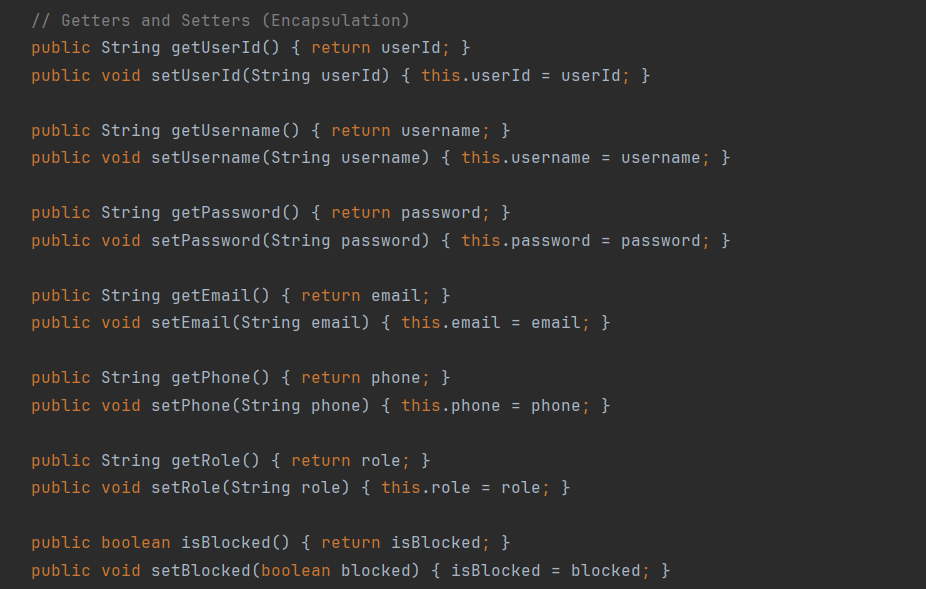 // Getters and Setters (Encapsulation)
public String getUserId() { return userId; }
public void setUserId(String userId) { this.userId = userId; }
public String getUsername() { return username; }
public void setUsername(String username) { this.username = username; }
public String getPassword() { return password; }
public void setPassword(String password) { this.password = password; }
public String getEmail() { return email; }
public void setEmail(String email) { this.email = email; }
public String getPhone() { return phone; }
public void setPhone(String phone) { this.phone = phone; }
public String getRole() { return role; }
public void setRole(String role) { this.role = role; }
public boolean isBlocked() { return isBlocked; }
public void setBlocked(boolean blocked) { isBlocked = blocked; }